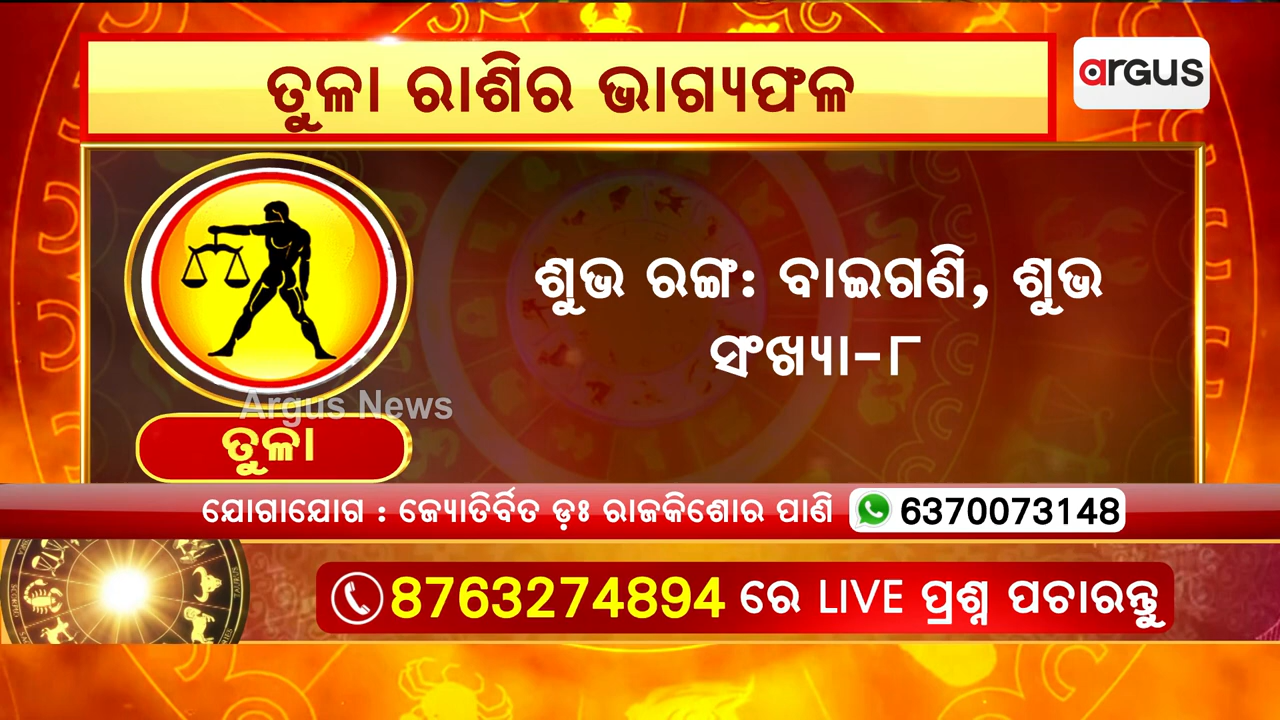 ତୁଳା ରାଶିର ଭାଗ୍ୟଫଳ
argus
ଶୁଭ ରଙ୍ଗ: ବାଇଗଣି, ଶୁଭ
ସଂଖ୍ୟା-୮
Argus News
ତୁଳା
ଯୋଗାଯୋଗ : ଜ୍ୟୋତିର୍ବିତ ଡ଼ଃ ରାଜକିଶୋର ପାଣି 6370073148
8763274894 ରେ LIVE ପ୍ରଶ୍ନ ପଚାରନ୍ତୁ